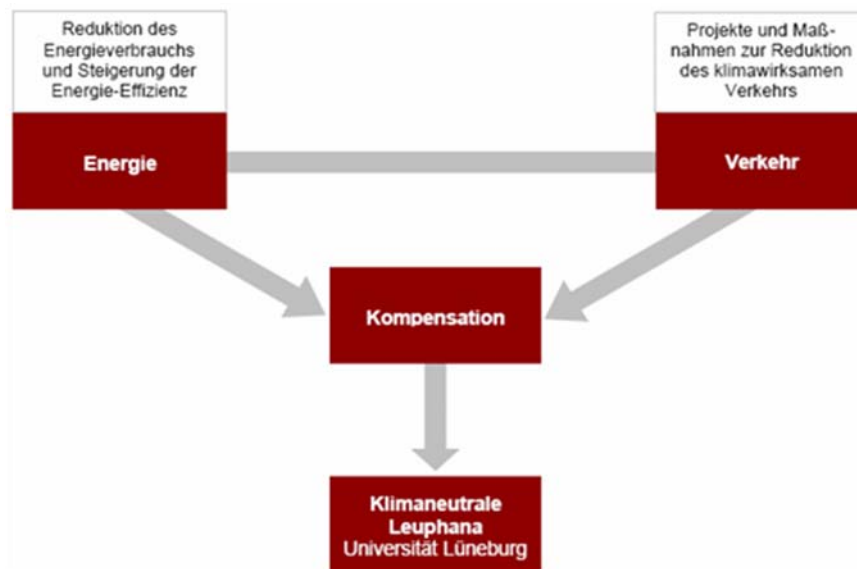 Reduktion des
Energieverbrauchs
und Steigerung der
Energie-Effizienz
Energie
Projekte und Maß-
nahmen zur Reduktion
des klimawirksamen
Verkehrs
Verkehr
Kompensation
Klimaneutrale
Leuphana
Universität Lüneburg